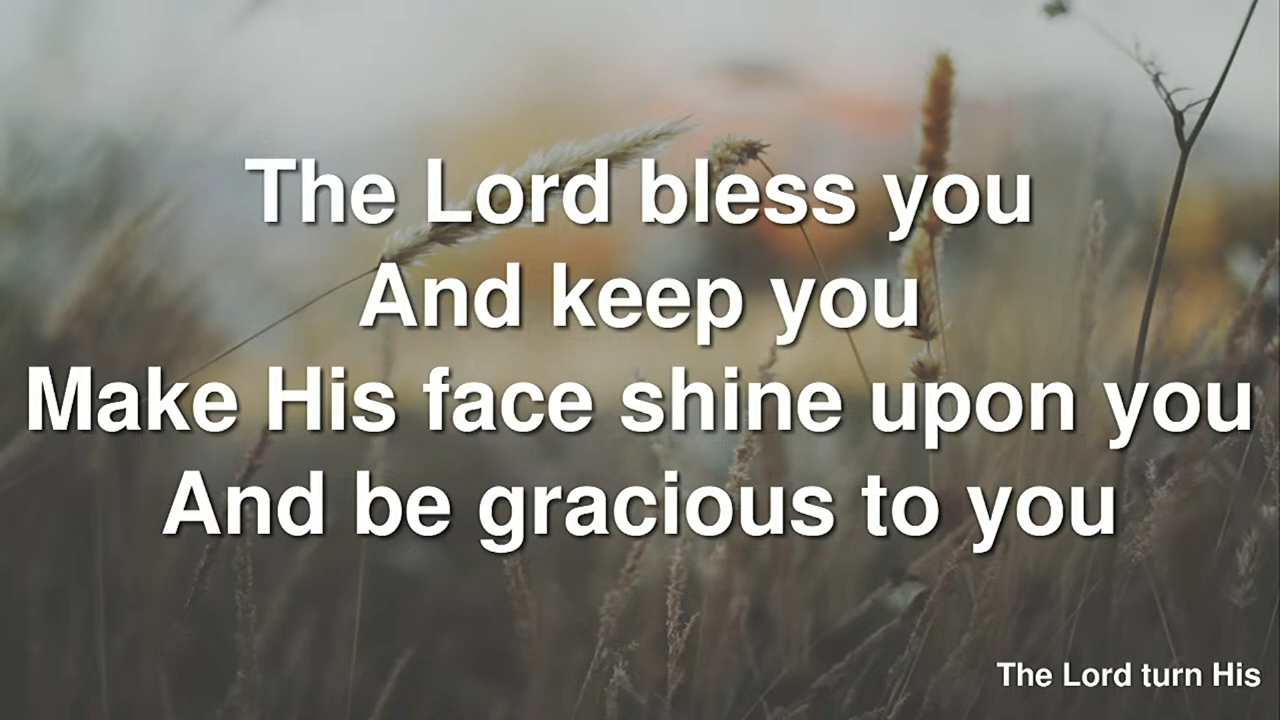 The Lord bless you
And keep you
Make His face shine upon you
And be gracious to you
The Lord turn His